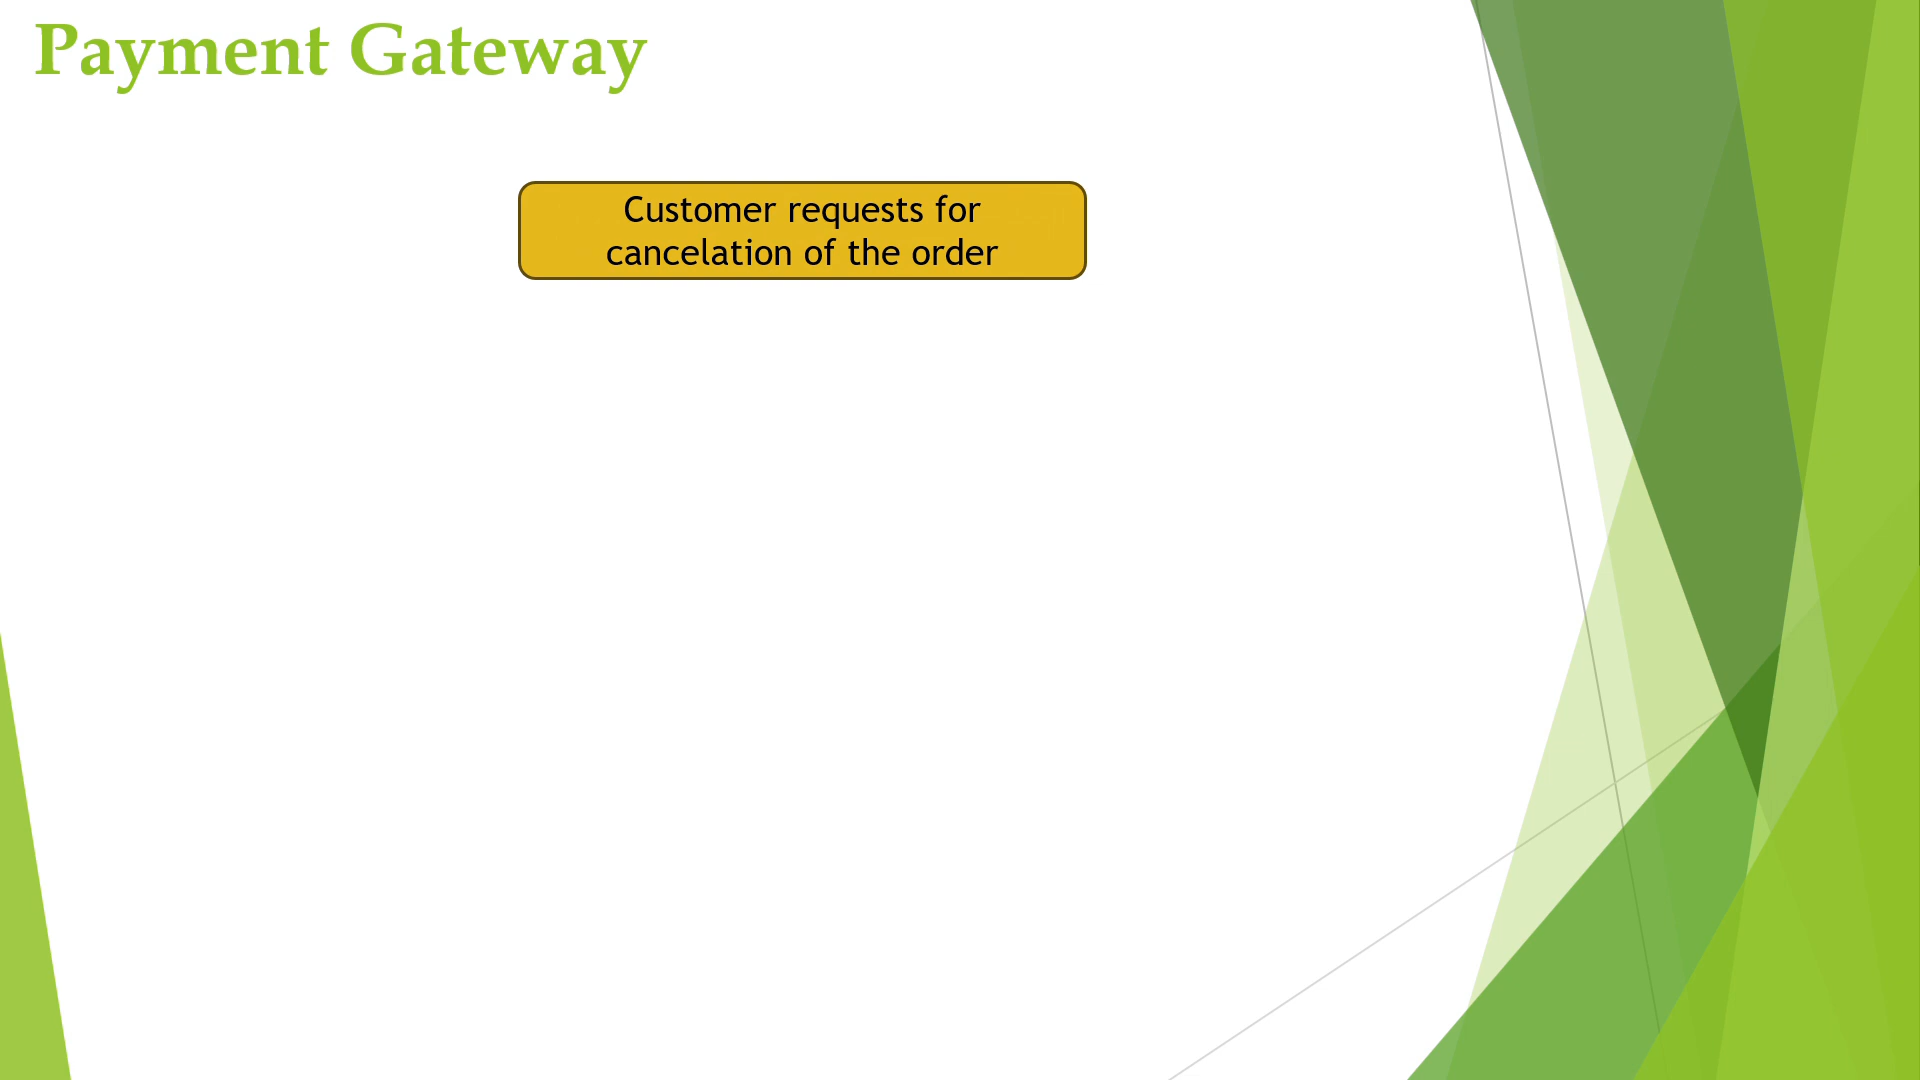 Payment Gateway
Customer requests for
cancelation of the order